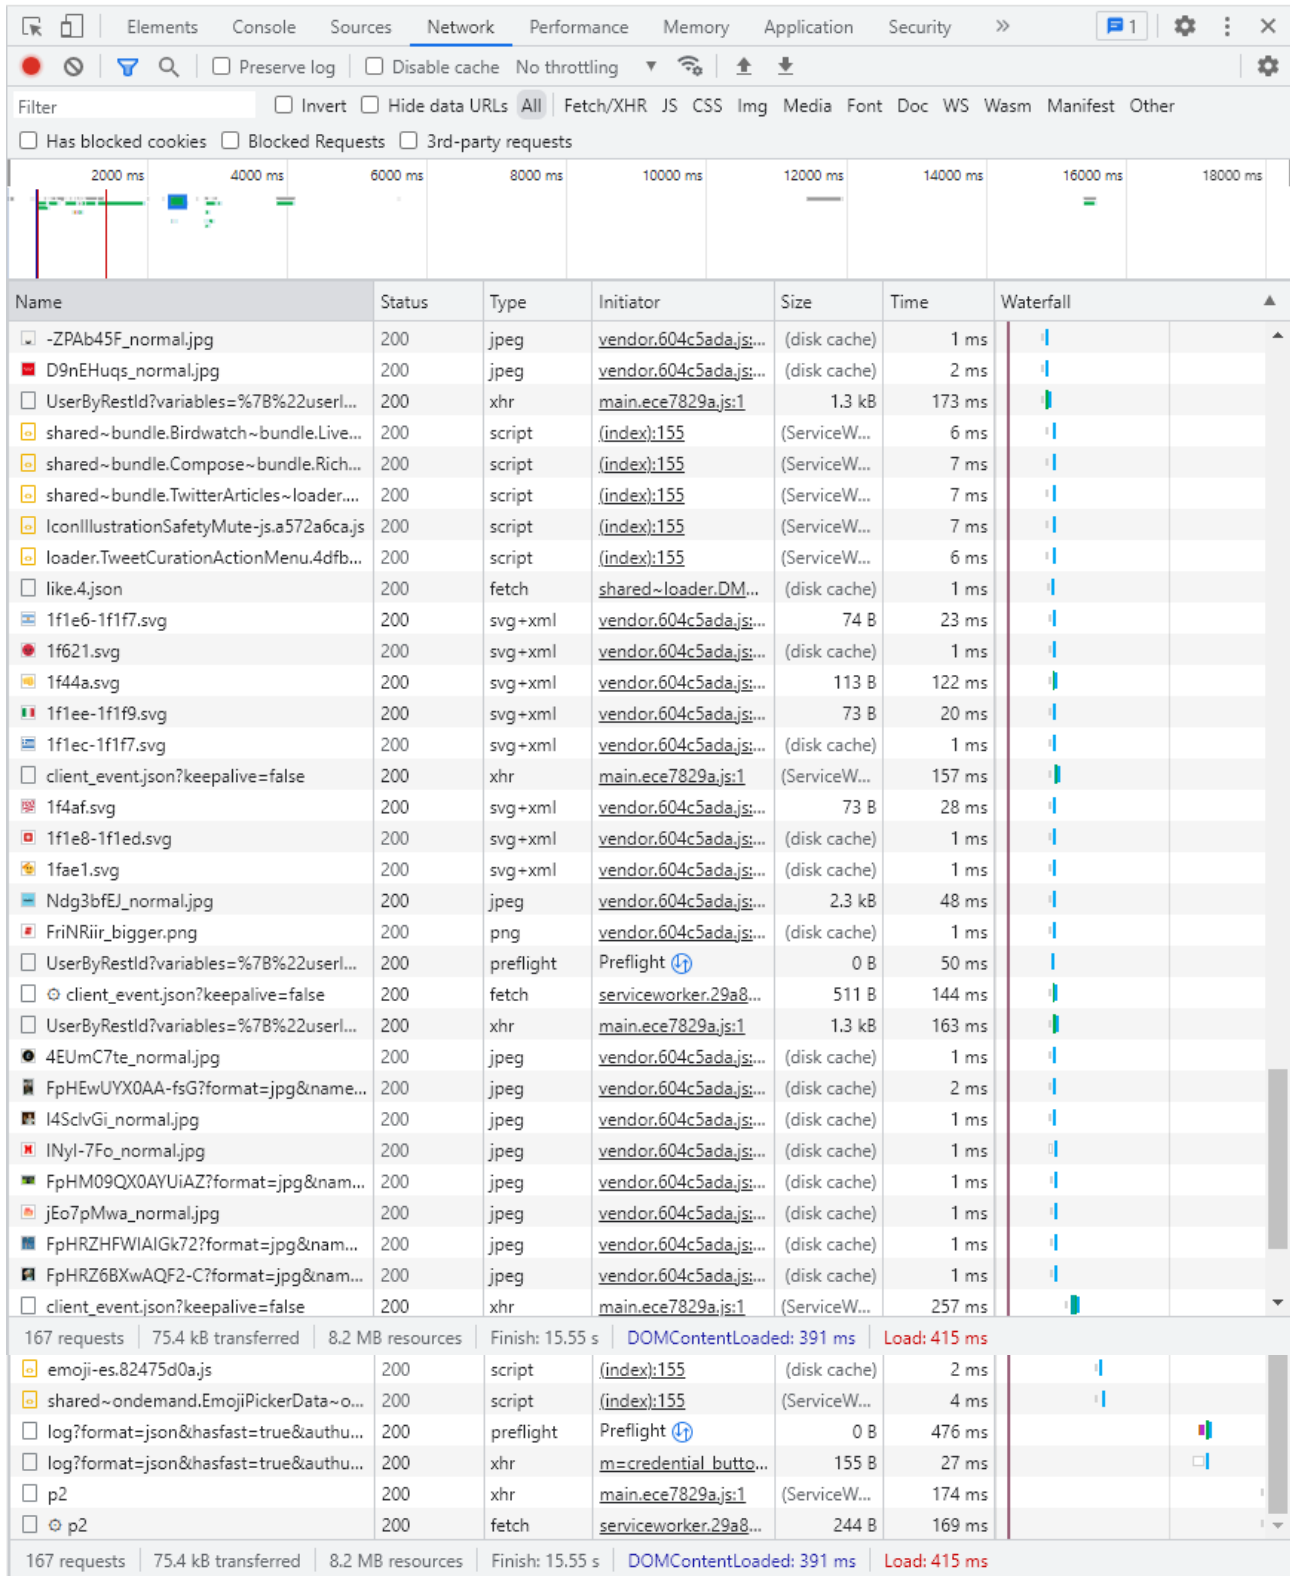 Elements Console Sources Network Performance Memory Application Security » 1
Preserve log Disable cache No throttling
Filter Invert Hide data URLs All Fetch/XHR JS CSS Img Media Font Doc WS Wasm Manifest Other
Has blocked cookies Blocked Requests 3rd-party requests
2000 ms 4000 ms 6000 ms 8000 ms 10000 ms 12000 ms 14000 ms 16000 ms 18000 ms
Name Status Type Initiator Size Time Waterfall
-ZPAb45F_normal.jpg 200 jpeg vendor.604c5ada.js:... (disk cache) 1 ms
D9nEHuqs_normal.jpg 200 jpeg vendor.604c5ada.js:... (disk cache) 2 ms
UserByRestId?variables=%7B%22userI... 200 xhr main.ece7829a.js:1 1.3 kB 173 ms
shared~bundle.Birdwatch~bundle.Live... 200 script (index):155 (ServiceW... 6 ms
shared~bundle.Compose~bundle.Rich... 200 script (index):155 (ServiceW... 7 ms
shared~bundle.TwitterArticles~loader.... 200 script (index):155 (ServiceW... 7 ms
IconIllustrationSafetyMute-js.a572a6ca.js 200 script (index):155 (ServiceW... 7 ms
loader.TweetCurationActionMenu.4dfb... 200 script (index):155 (ServiceW... 6 ms
like.4.json 200 fetch shared~loader.DM... (disk cache) 1 ms
1f1e6-1f1f7.svg 200 svg+xml vendor.604c5ada.js:... 74 B 23 ms
1f621.svg 200 svg+xml vendor.604c5ada.js:... (disk cache) 1 ms
1f44a.svg 200 svg+xml vendor.604c5ada.js:... 113 B 122 ms
1f1ee-1f1f9.svg 200 svg+xml vendor.604c5ada.js:... 73 B 20 ms
1f1ec-1f1f7.svg 200 svg+xml vendor.604c5ada.js:... (disk cache) 1 ms
client_event.json?keepalive=false 200 xhr main.ece7829a.js:1 (ServiceW... 157 ms
1f4af.svg 200 svg+xml vendor.604c5ada.js:... 73 B 28 ms
1f1e8-1f1ed.svg 200 svg+xml vendor.604c5ada.js:... (disk cache) 1 ms
1fae1.svg 200 svg+xml vendor.604c5ada.js:... (disk cache) 1 ms
Ndg3bfEJ_normal.jpg 200 jpeg vendor.604c5ada.js:... 2.3 kB 48 ms
FriNRiir_bigger.png 200 png vendor.604c5ada.js:... (disk cache) 1 ms
UserByRestId?variables=%7B%22userI... 200 preflight Preflight 0 B 50 ms
client_event.json?keepalive=false 200 fetch serviceworker.29a8... 511 B 144 ms
UserByRestId?variables=%7B%22userI... 200 xhr main.ece7829a.js:1 1.3 kB 163 ms
4EUmC7te_normal.jpg 200 jpeg vendor.604c5ada.js:... (disk cache) 1 ms
FpHEwUYX0AA-fsG?format=jpg&name... 200 jpeg vendor.604c5ada.js:... (disk cache) 2 ms
I4ScIvGi_normal.jpg 200 jpeg vendor.604c5ada.js:... (disk cache) 1 ms
INyI-7Fo_normal.jpg 200 jpeg vendor.604c5ada.js:... (disk cache) 1 ms
FpHM09QX0AYUiAZ?format=jpg&nam... 200 jpeg vendor.604c5ada.js:... (disk cache) 1 ms
jEo7pMwa_normal.jpg 200 jpeg vendor.604c5ada.js:... (disk cache) 1 ms
FpHRZHFWIAIGk72?format=jpg&nam... 200 jpeg vendor.604c5ada.js:... (disk cache) 1 ms
FpHRZ6BXwAQF2-C?format=jpg&nam... 200 jpeg vendor.604c5ada.js:... (disk cache) 1 ms
client_event.json?keepalive=false 200 xhr main.ece7829a.js:1 (ServiceW... 257 ms
167 requests 75.4 kB transferred 8.2 MB resources Finish: 15.55 s DOMContentLoaded: 391 ms Load: 415 ms
emoji-es.82475d0a.js 200 script (index):155 (disk cache) 2 ms
shared~ondemand.EmojiPickerData~o... 200 script (index):155 (ServiceW... 4 ms
log?format=json&hasfast=true&authu... 200 preflight Preflight 0 B 476 ms
log?format=json&hasfast=true&authu... 200 xhr m=credential_butto... 155 B 27 ms
p2 200 xhr main.ece7829a.js:1 (ServiceW... 174 ms
p2 200 fetch serviceworker.29a8... 244 B 169 ms
167 requests 75.4 kB transferred 8.2 MB resources Finish: 15.55 s DOMContentLoaded: 391 ms Load: 415 ms